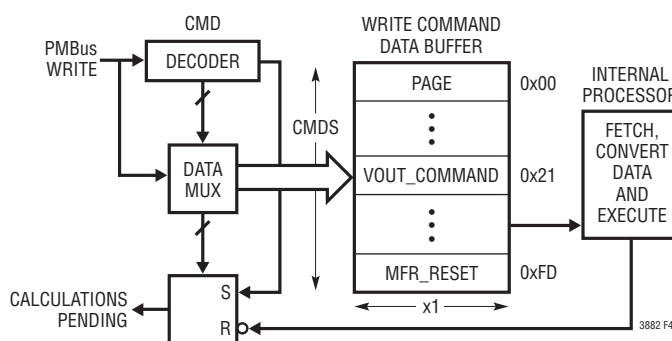 CMD
PMBus
WRITE
DECODER
CMDS
DATA
MUX
S
R
CALCULATIONS
PENDING
WRITE COMMAND
DATA BUFFER
PAGE
0x00
VOUT_COMMAND
0x21
MFR_RESET
0xFD
x1
INTERNAL
PROCESSOR
FETCH,
CONVERT
DATA
AND
EXECUTE
3882 F4